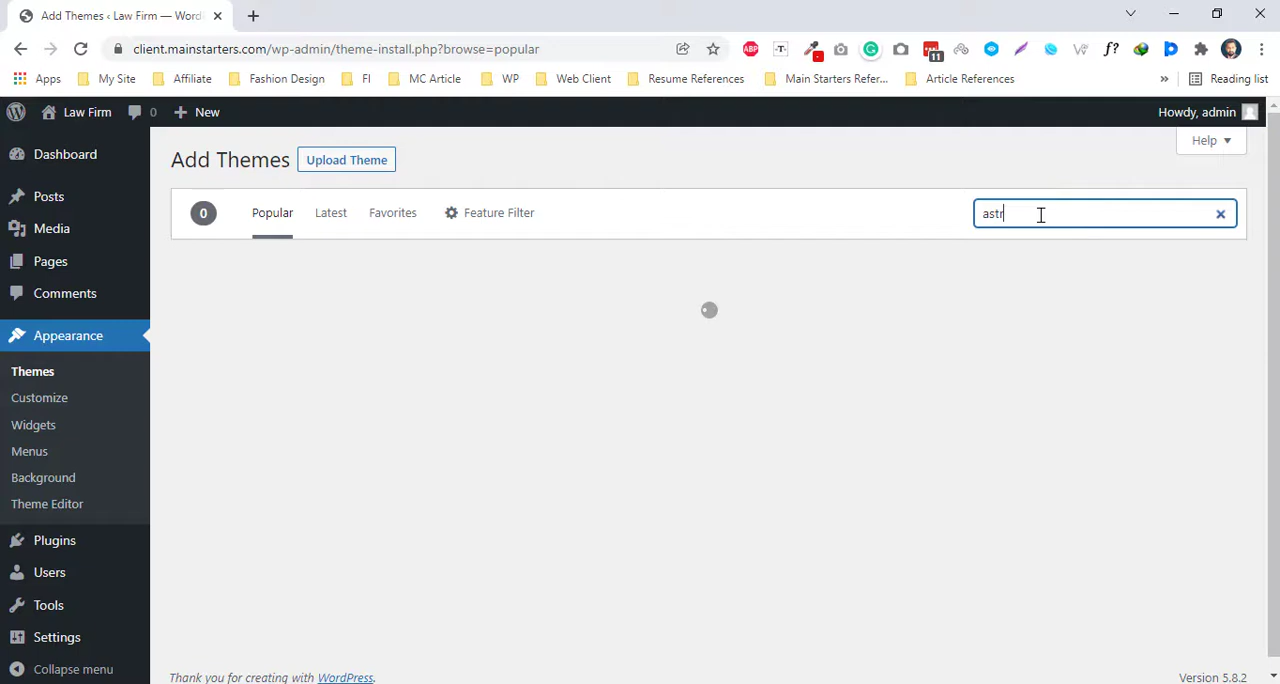 Add Themes ‹ Law Firm — Word
client.mainstarters.com/wp-admin/theme-install.php?browse=popular
ABP
T
11
f?
Apps
My Site
Affiliate
Fashion Design
FI
MC Article
WP
Web Client
Resume References
Main Starters Refer...
Article References
»
Reading list
Law Firm
0
New
Howdy, admin
Dashboard
Posts
Media
Pages
Comments
Appearance
Themes
Customize
Widgets
Menus
Background
Theme Editor
Plugins
Users
Tools
Settings
Collapse menu
Help
Add Themes
Upload Theme
0
Popular
Latest
Favorites
Feature Filter
astr
Thank you for creating with WordPress.
Version 5.8.2